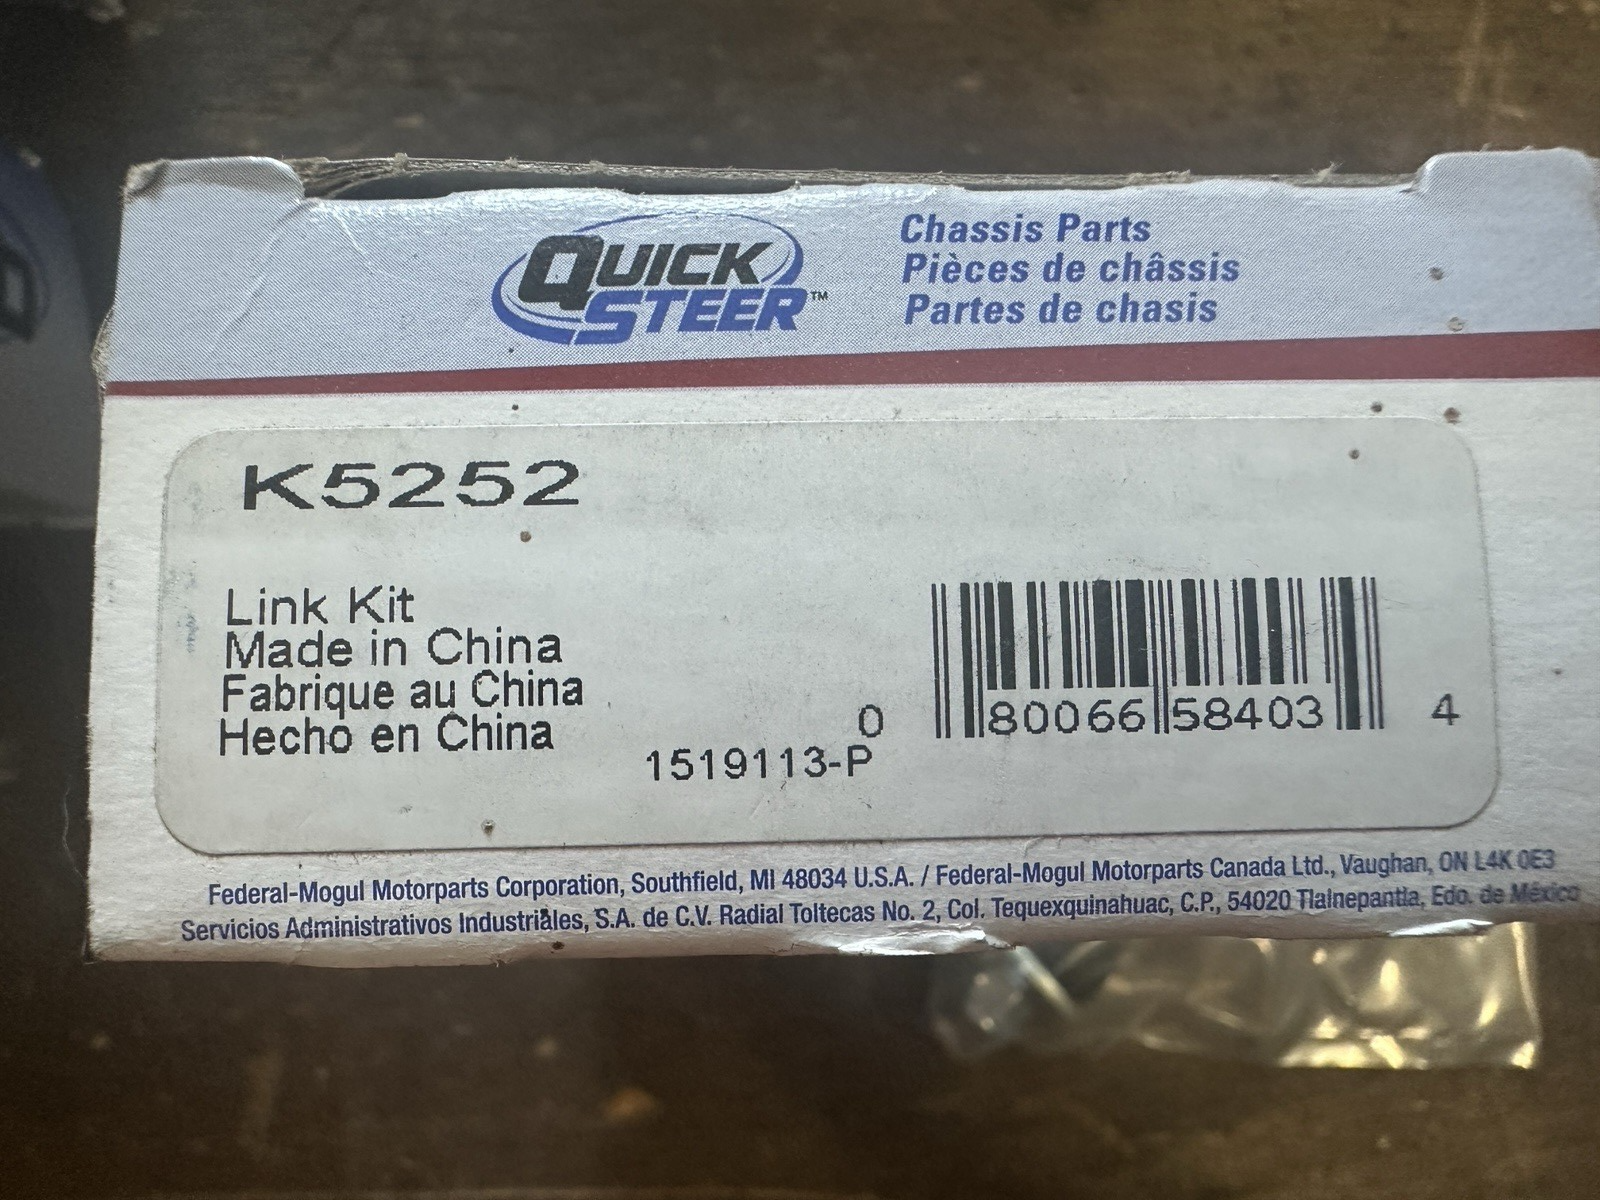 QUICK
STEER™
Chassis Parts
Pièces de châssis
Partes de chasis
K5252
Link Kit
Made in China
Fabrique au China
Hecho en China
0 80066 58403 4
1519113-P
Federal-Mogul Motorparts Corporation, Southfield, MI 48034 U.S.A. / Federal-Mogul Motorparts Canada Ltd., Vaughan, ON L4K 0E3
Servicios Administrativos Industriales, S.A. de C.V. Radial Toltecas No. 2, Col. Tequexquinahuac, C.P., 54020 Tlalnepantla, Edo. de México